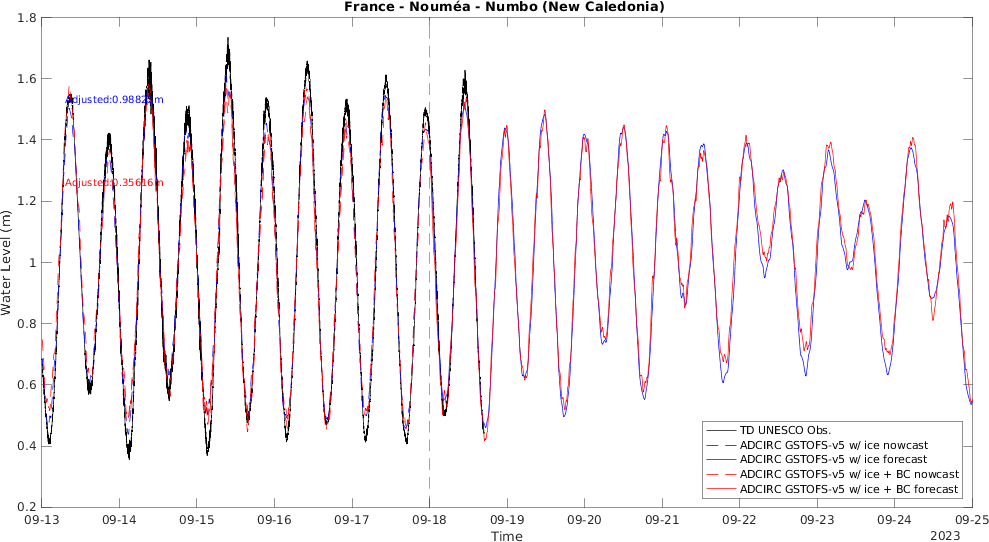 France - Nouméa - Numbo (New Caledonia)
1.8
1.6
1.4
1.2
1
0.8
0.6
0.4
0.2
Water Level (m)
Adjusted:0.35616m
TD UNESCO Obs.
ADCIRC GSTOFS-v5 w/ ice nowcast
ADCIRC GSTOFS-v5 w/ ice forecast
ADCIRC GSTOFS-v5 w/ ice + BC nowcast
ADCIRC GSTOFS-v5 w/ ice + BC forecast
09-13 09-14 09-15 09-16 09-17 09-18 09-19 09-20 09-21 09-22 09-23 09-24 09-25
Time
2023